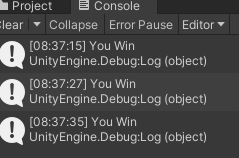 Project
Console
Clear
Collapse
Error Pause
Editor
[08:37:15] You Win
UnityEngine.Debug:Log (object)
[08:37:27] You Win
UnityEngine.Debug:Log (object)
[08:37:35] You Win
UnityEngine.Debug:Log (object)